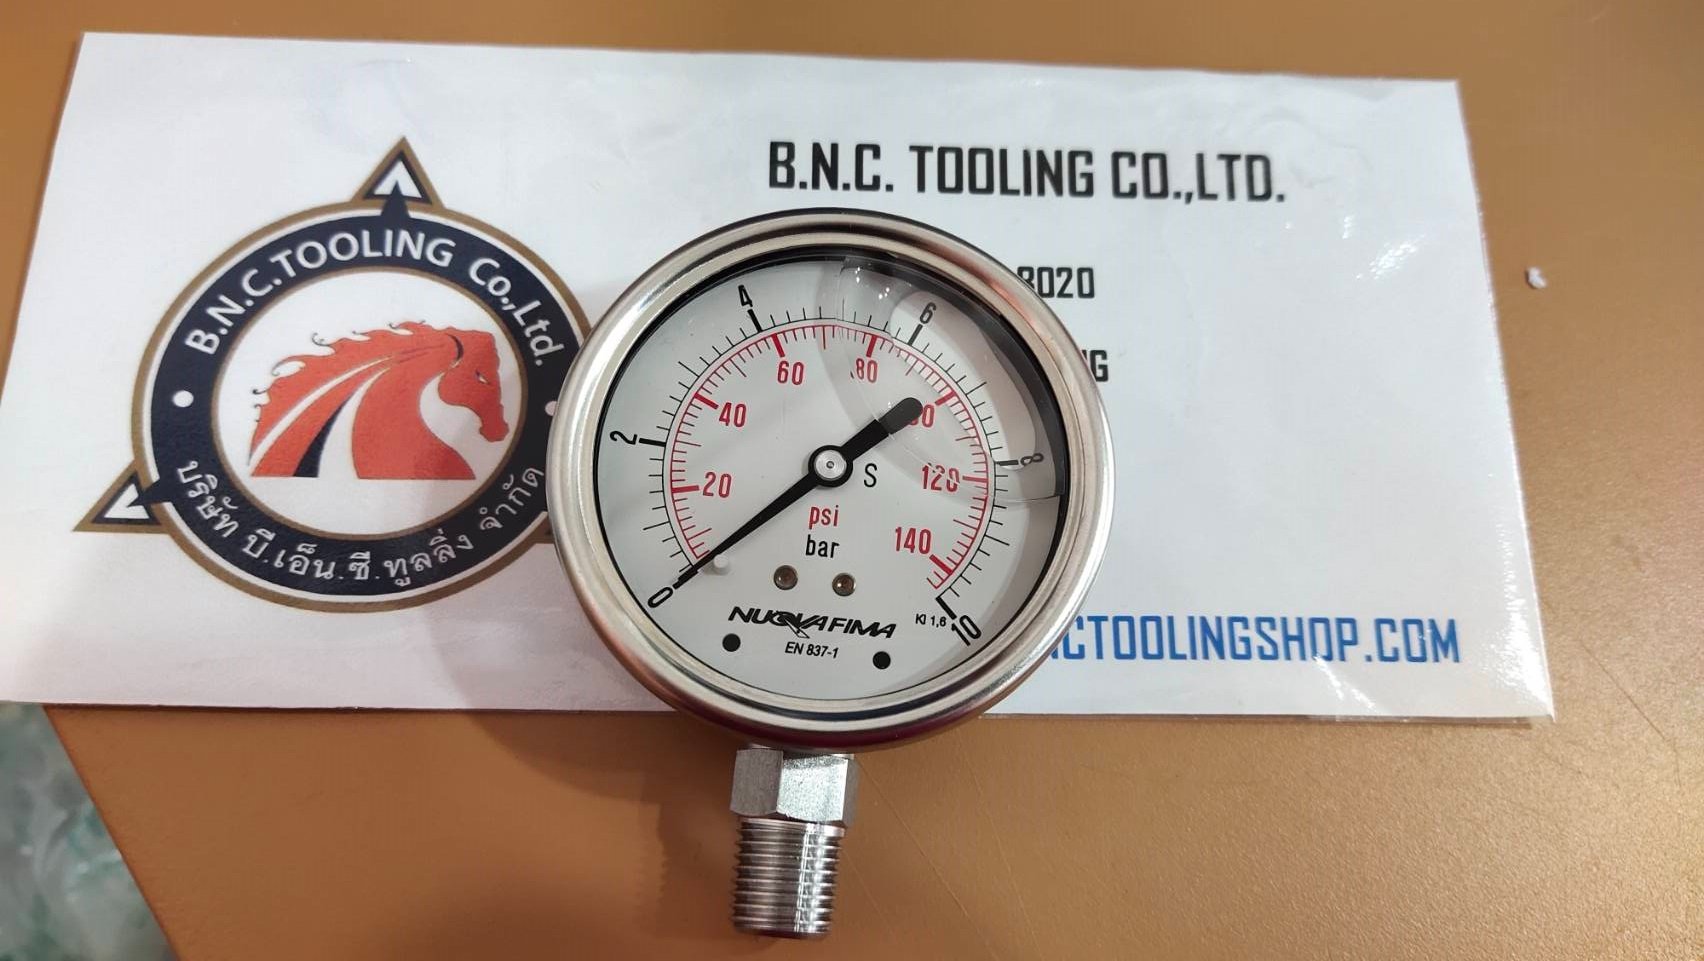 B.N.C. TOOLING CO.,LTD.
B.N.C.TOOLING Co.,Ltd.
บริษัท บี.เอ็น.ซี.ทูลลิ่ง จำกัด
8020
4
6
60
80
40
2
8
20
S
120
psi
140
bar
0
10
NUOVAFIMA
Kl 1,6
EN 837-1
CTOOLINGSHOP.COM